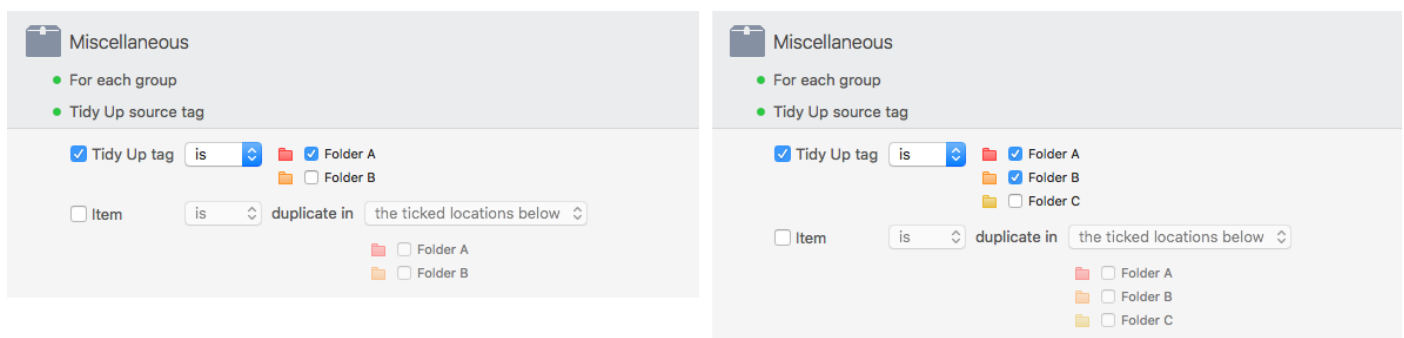 Miscellaneous
For each group
Tidy Up source tag
Tidy Up tag is Folder A
Folder B
Item is duplicate in the ticked locations below
Folder A
Folder B
Miscellaneous
For each group
Tidy Up source tag
Tidy Up tag is Folder A
Folder B
Folder C
Item is duplicate in the ticked locations below
Folder A
Folder B
Folder C